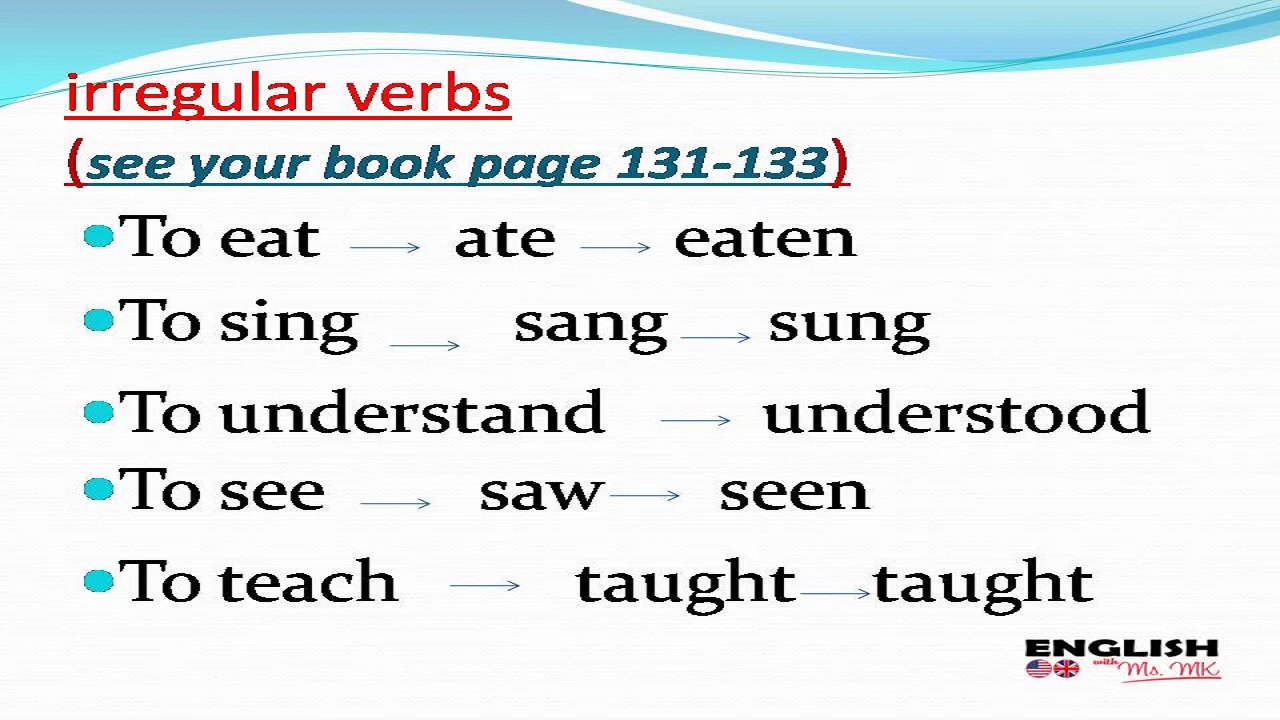 irregular verbs
(see your book page 131-133)
To eat → ate → eaten
To sing → sang → sung
To understand → understood
To see → saw → seen
To teach → taught → taught
ENGLISH
with Ms. MK